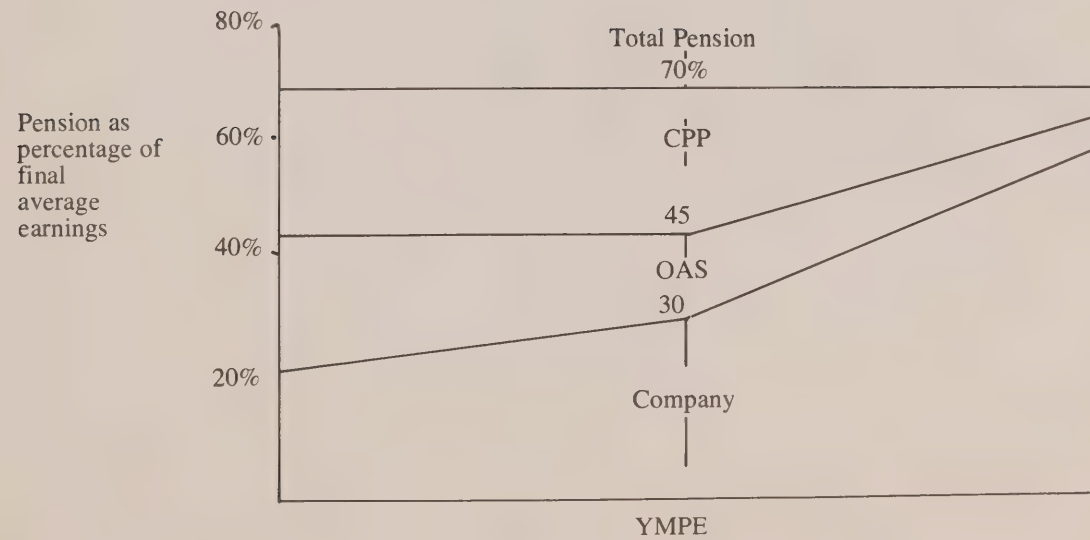 80%
Total Pension
70%
Pension as
percentage of
final
average
earnings
60%
CPP
45
40%
OAS
30
20%
Company
YMPE